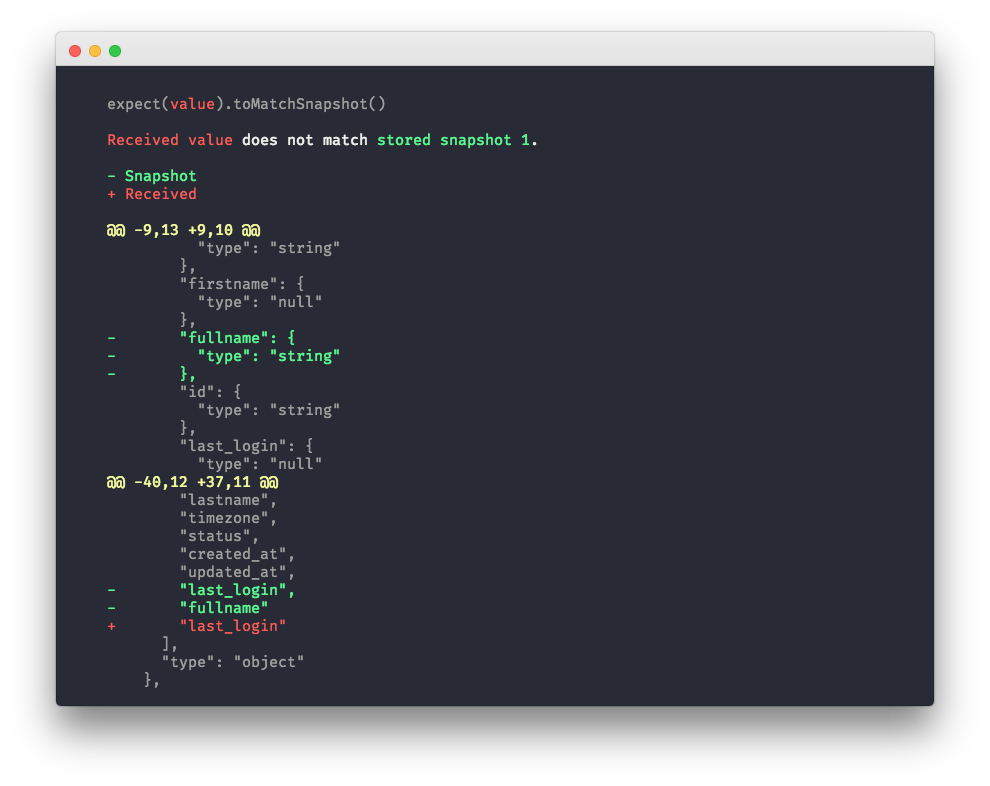 expect(value).toMatchSnapshot()
Received value does not match stored snapshot 1.
- Snapshot
+ Received
@@ -9,13 +9,10 @@
          "type": "string"
        },
        "firstname": {
          "type": "null"
        },
-       "fullname": {
-         "type": "string"
-       },
        "id": {
          "type": "string"
        },
        "last_login": {
          "type": "null"
@@ -40,12 +37,11 @@
        "lastname",
        "timezone",
        "status",
        "created_at",
        "updated_at",
-       "last_login",
-       "fullname"
+       "last_login"
      ],
      "type": "object"
    },